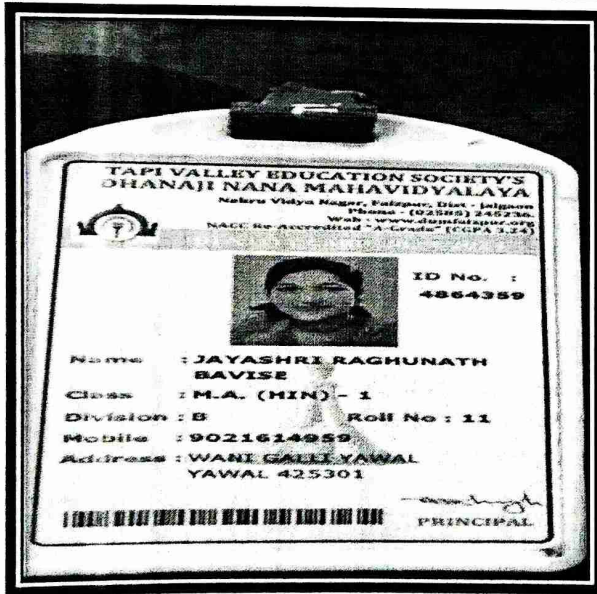 TAPI VALLEY EDUCATION SOCIETY'S
DHANAJI NANA MAHAVIDYALAYA
Nehru Vidya Nagar, Faizpur, Dist - Jalgaon
Phone - (02585) 245236.
Web - www.dnmfaizpur.org
NACC Re-Accredited "A-Grade" (CGPA 3.24)
ID No. :
4864359
Name : JAYASHRI RAGHUNATH
BAVISE
Class : M.A. (HIN) - 1
Division : B Roll No : 11
Mobile : 9021614959
Address : WANI GALLI YAWAL
YAWAL 425301
PRINCIPAL